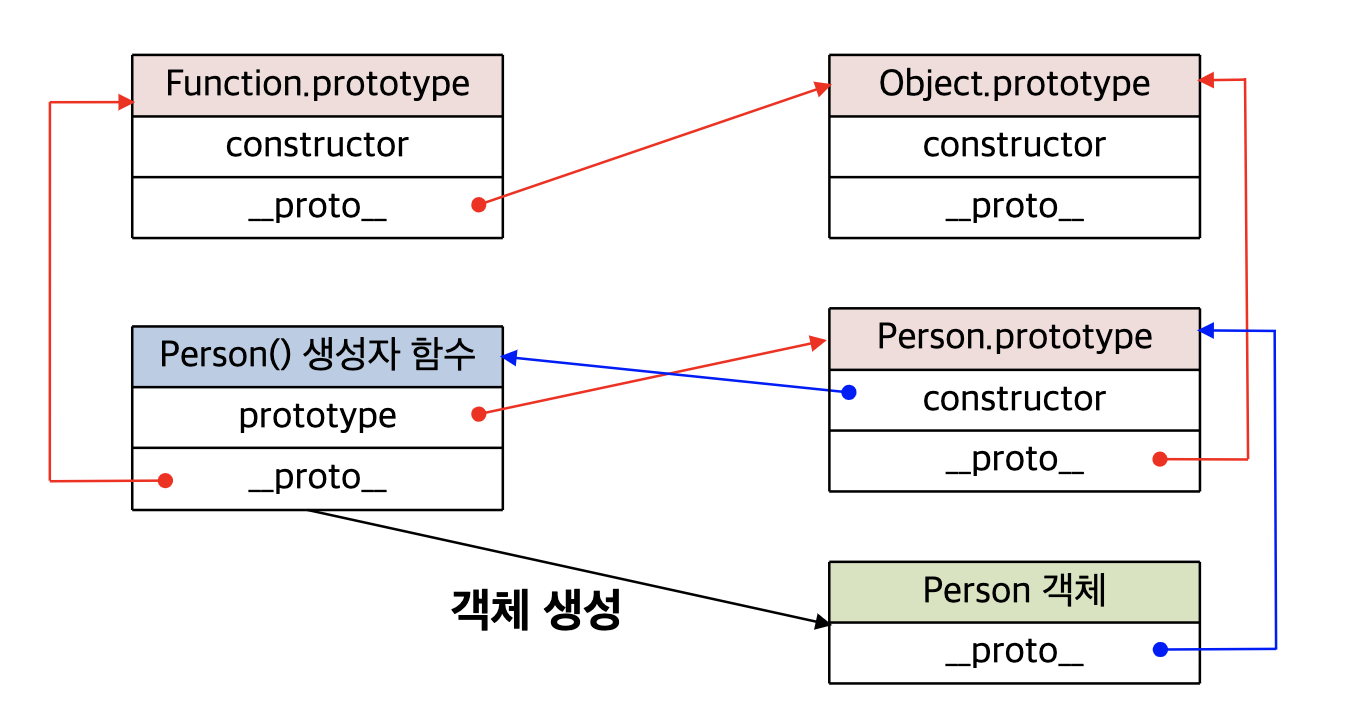 Function.prototype
constructor
__proto__
Object.prototype
constructor
__proto__
Person() 생성자 함수
prototype
__proto__
Person.prototype
constructor
__proto__
객체 생성
Person 객체
__proto__